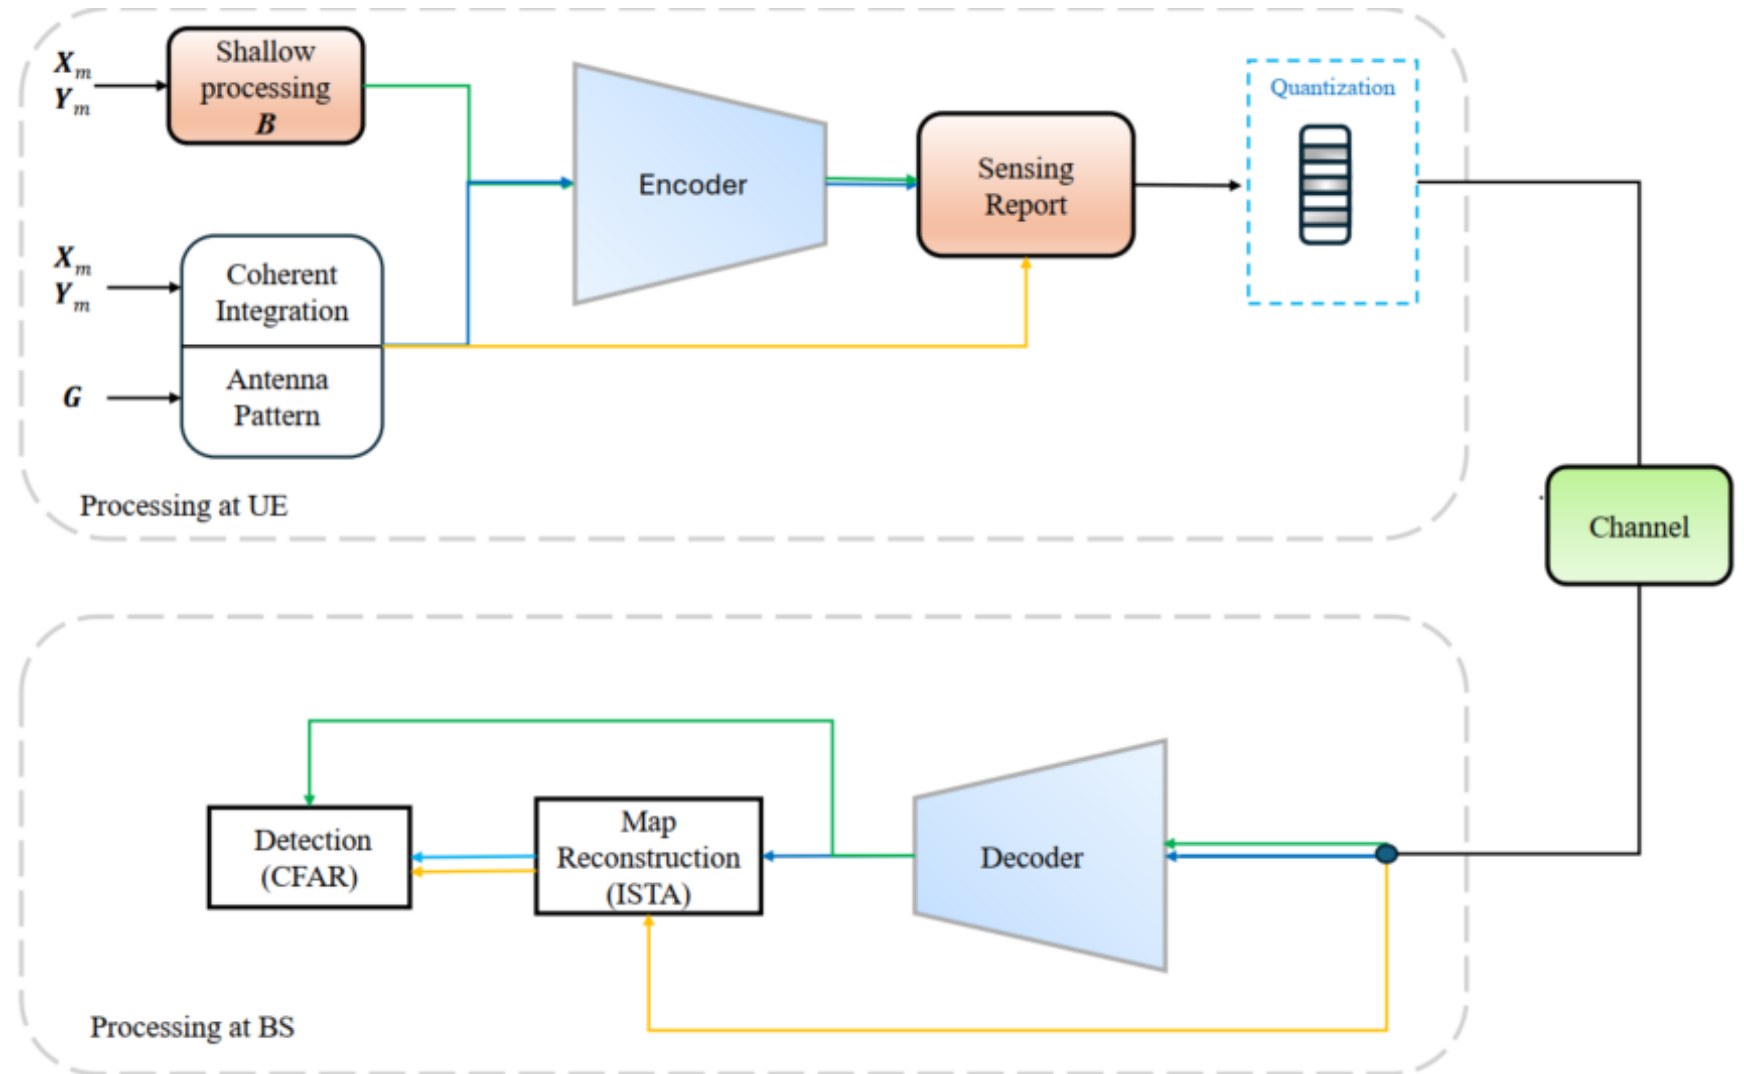 X_m
Y_m
Shallow
processing
B
Encoder
Sensing
Report
Quantization
X_m
Y_m
Coherent
Integration
G
Antenna
Pattern
Processing at UE
Channel
Detection
(CFAR)
Map
Reconstruction
(ISTA)
Decoder
Processing at BS